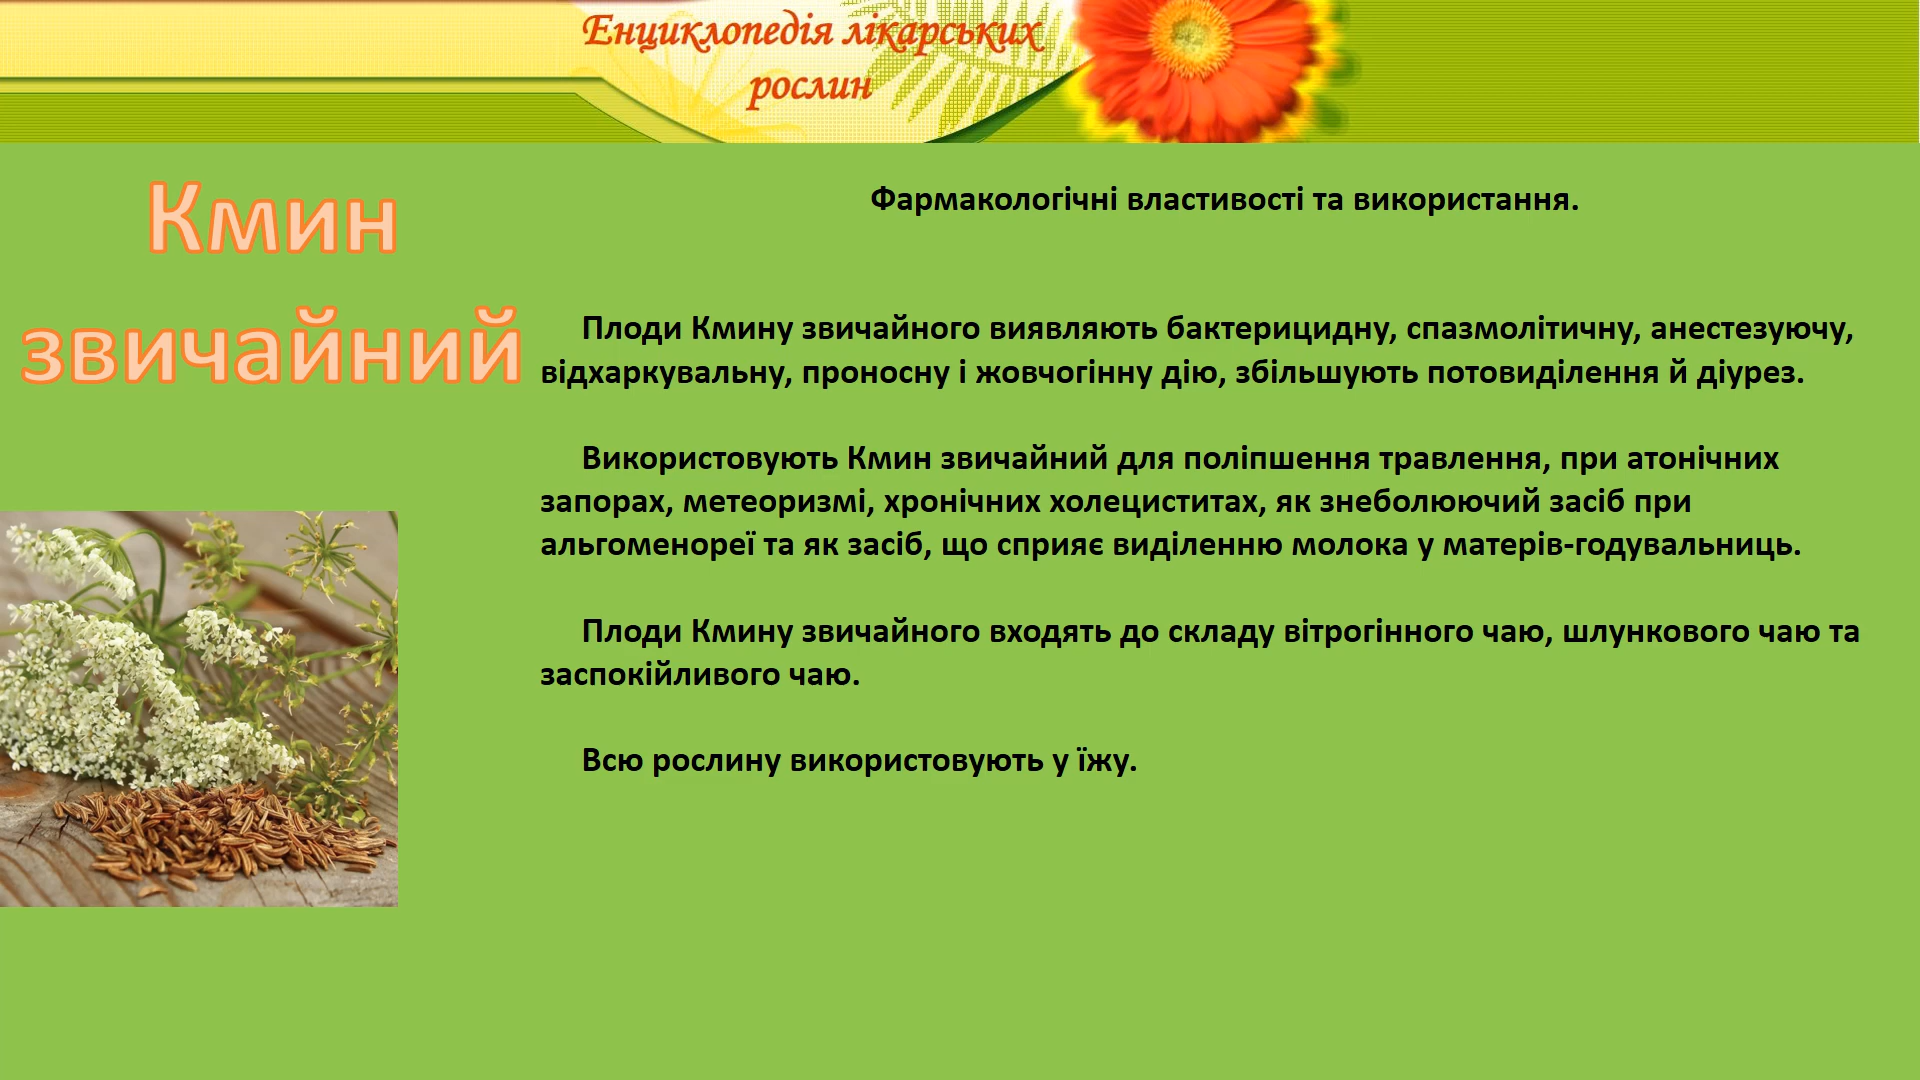 Енциклопедія лікарських
рослин
Кмин
звичайний
Фармакологічні властивості та використання.
Плоди Кмину звичайного виявляють бактерицидну, спазмолітичну, анестезуючу,
відхаркувальну, проносну і жовчогінну дію, збільшують потовиділення й діурез.
Використовують Кмин звичайний для поліпшення травлення, при атонічних
запорах, метеоризмі, хронічних холециститах, як знеболюючий засіб при
альгоменореї та як засіб, що сприяє виділенню молока у матерів-годувальниць.
Плоди Кмину звичайного входять до складу вітрогінного чаю, шлункового чаю та
заспокійливого чаю.
Всю рослину використовують у їжу.